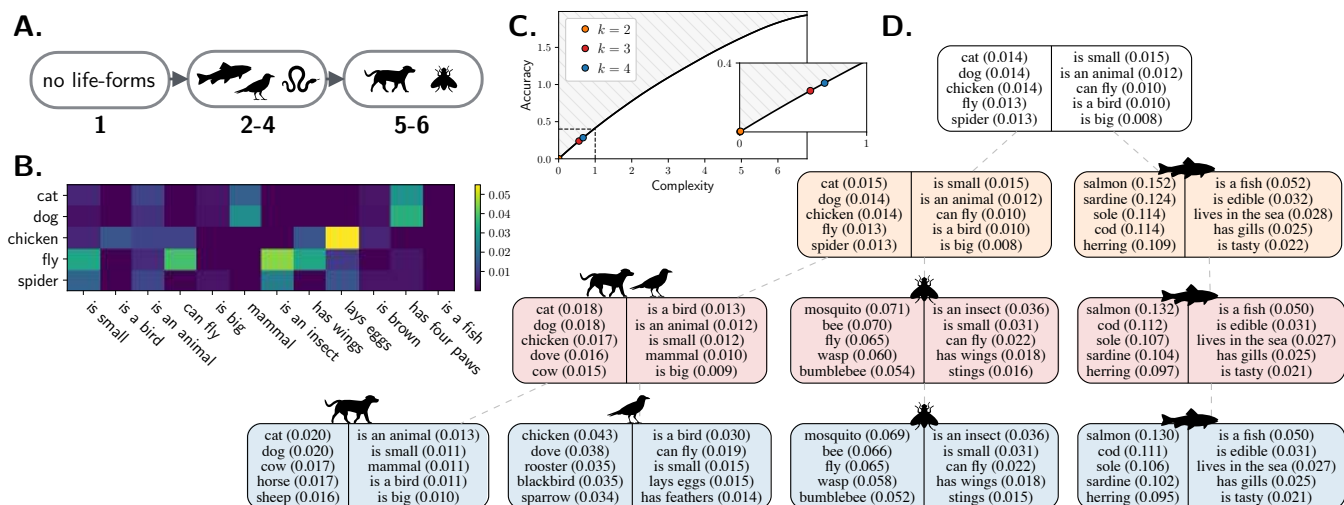 A.
no life-forms
1
2-4
5-6
B.
cat
dog
chicken
fly
spider
is small
is a bird
is an animal
can fly
is big
mammal
is an insect
has wings
lays eggs
is brown
has four paws
is a fish
0.05
0.04
0.03
0.02
0.01
C.
k = 2
k = 3
k = 4
Accuracy
1.5
1.0
0.5
0.0
0 1 2 3 4 5 6
Complexity
0.4
0 1
D.
cat (0.014) is small (0.015)
dog (0.014) is an animal (0.012)
chicken (0.014) can fly (0.010)
fly (0.013) is a bird (0.010)
spider (0.013) is big (0.008)
cat (0.015) is small (0.015)
dog (0.014) is an animal (0.012)
chicken (0.014) can fly (0.010)
fly (0.013) is a bird (0.010)
spider (0.013) is big (0.008)
salmon (0.152) is a fish (0.052)
sardine (0.124) is edible (0.032)
sole (0.114) lives in the sea (0.028)
cod (0.114) has gills (0.025)
herring (0.109) is tasty (0.022)
cat (0.018) is a bird (0.013)
dog (0.018) is an animal (0.012)
chicken (0.017) is small (0.012)
dove (0.016) mammal (0.010)
cow (0.015) is big (0.009)
mosquito (0.071) is an insect (0.036)
bee (0.070) is small (0.031)
fly (0.065) can fly (0.022)
wasp (0.060) has wings (0.018)
bumblebee (0.054) stings (0.016)
salmon (0.132) is a fish (0.050)
cod (0.112) is edible (0.031)
sole (0.107) lives in the sea (0.027)
sardine (0.104) has gills (0.025)
herring (0.097) is tasty (0.021)
cat (0.020) is an animal (0.013)
dog (0.020) is small (0.011)
cow (0.017) mammal (0.011)
horse (0.017) is a bird (0.011)
sheep (0.016) is big (0.010)
chicken (0.043) is a bird (0.030)
dove (0.038) can fly (0.019)
rooster (0.035) is small (0.015)
blackbird (0.035) lays eggs (0.015)
sparrow (0.034) has feathers (0.014)
mosquito (0.069) is an insect (0.036)
bee (0.066) is small (0.031)
fly (0.065) can fly (0.022)
wasp (0.058) has wings (0.018)
bumblebee (0.052) stings (0.015)
salmon (0.130) is a fish (0.050)
cod (0.111) is edible (0.031)
sole (0.106) lives in the sea (0.027)
sardine (0.102) has gills (0.025)
herring (0.095) is tasty (0.021)